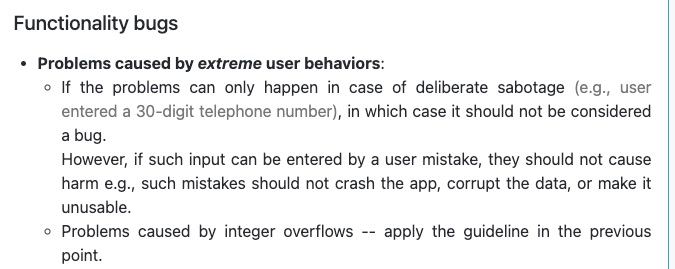 Functionality bugs
• Problems caused by extreme user behaviors:
◦ If the problems can only happen in case of deliberate sabotage (e.g., user
entered a 30-digit telephone number), in which case it should not be considered
a bug.
However, if such input can be entered by a user mistake, they should not cause
harm e.g., such mistakes should not crash the app, corrupt the data, or make it
unusable.
◦ Problems caused by integer overflows -- apply the guideline in the previous
point.